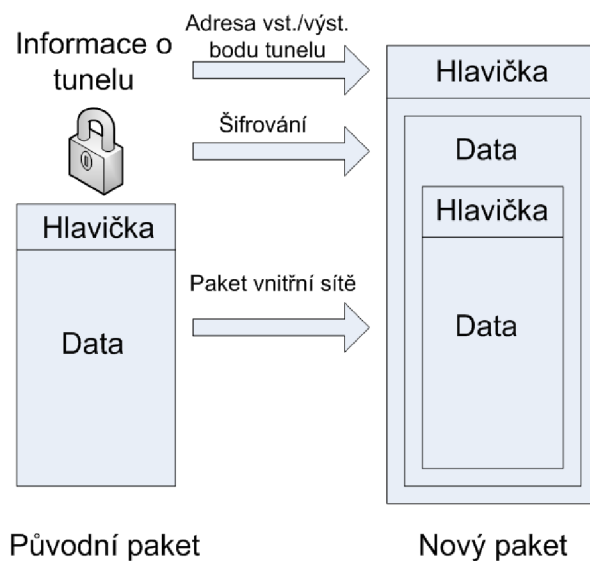 Informace o
tunelu
Adresa vst./výst.
bodu tunelu
Šifrování
Hlavička
Data
Paket vnitřní sítě
Původní paket
Hlavička
Data
Hlavička
Data
Nový paket